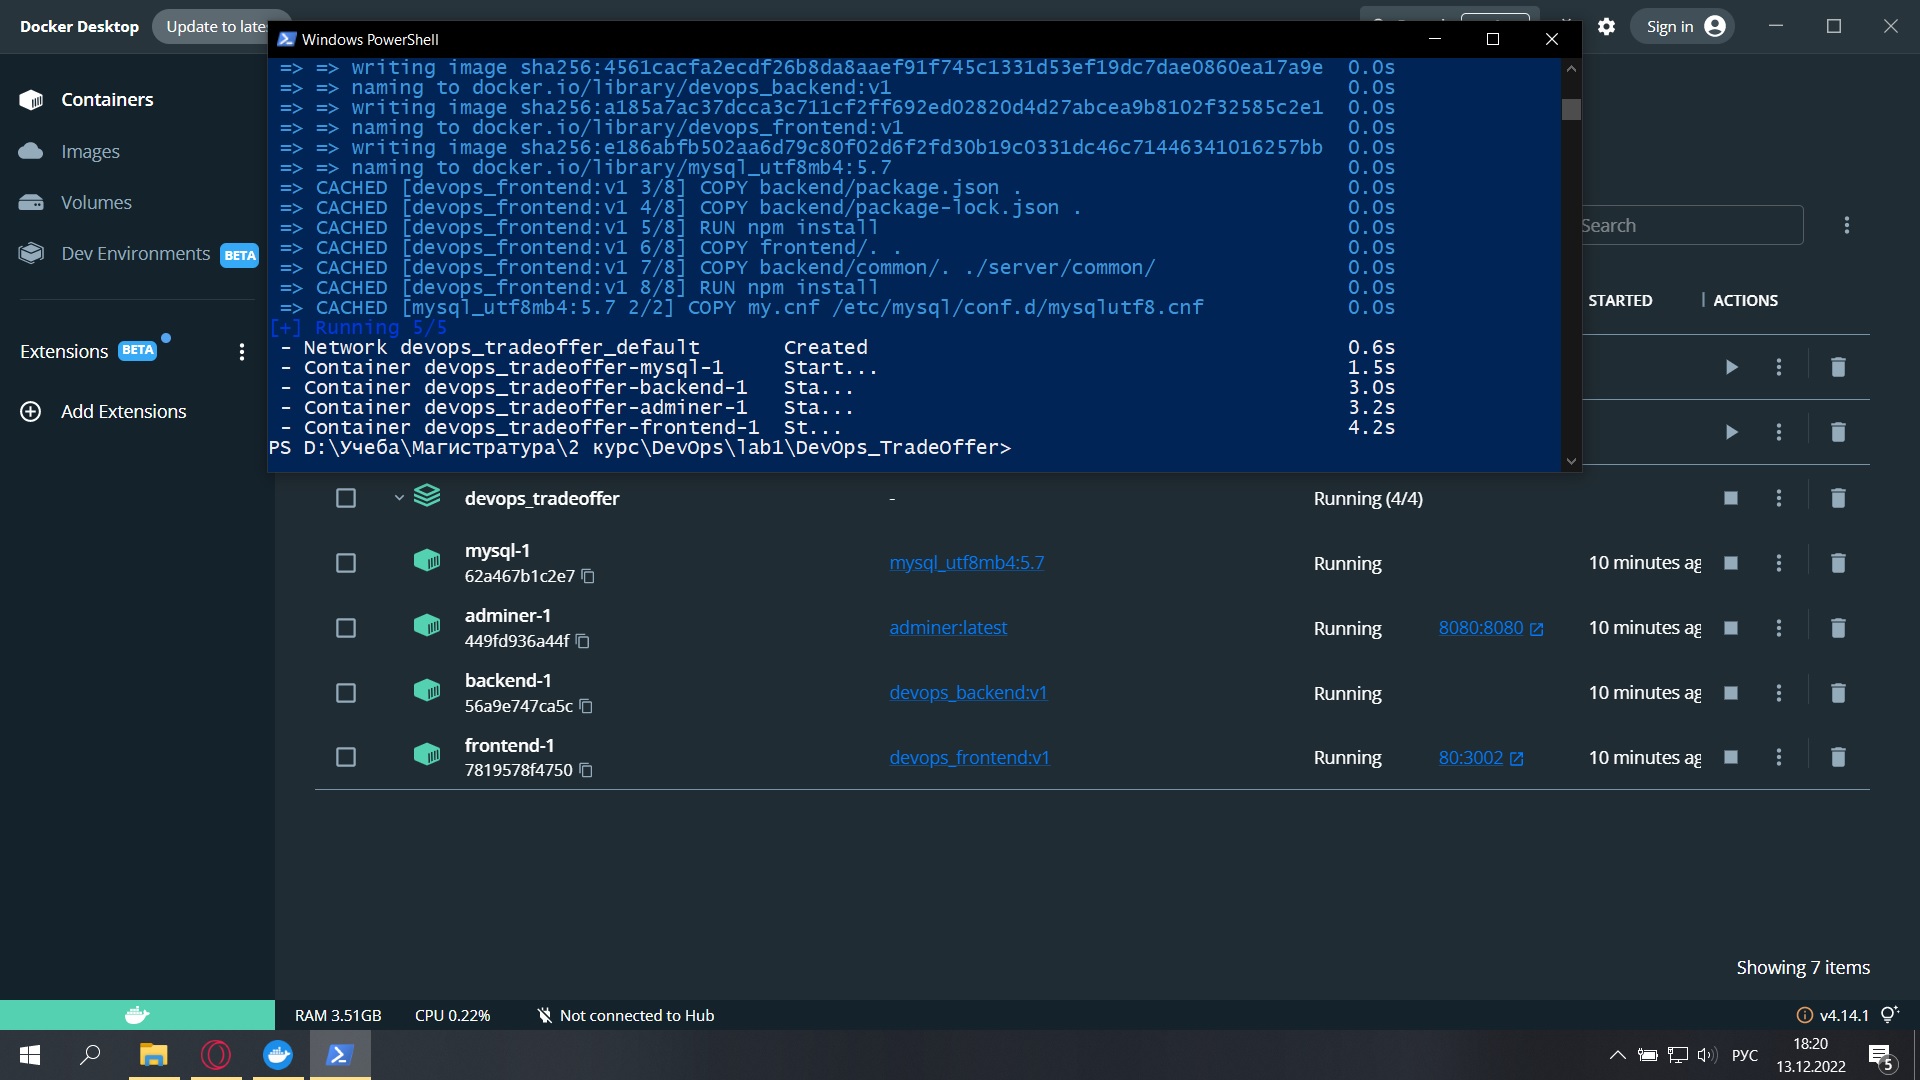 Docker Desktop
Update to late
Sign in
Windows PowerShell
=> => writing image sha256:4561cacfa2ecdf26b8da8aaef91f745c1331d53ef19dc7dae0860ea17a9e 0.0s
=> => naming to docker.io/library/devops_backend:v1 0.0s
=> => writing image sha256:a185a7ac37dcca3c711cf2ff692ed02820d4d27abcea9b8102f32585c2e1 0.0s
=> => naming to docker.io/library/devops_frontend:v1 0.0s
=> => writing image sha256:e186abfb502aa6d79c80f02d6f2fd30b19c0331dc46c71446341016257bb 0.0s
=> => naming to docker.io/library/mysql_utf8mb4:5.7 0.0s
=> CACHED [devops_frontend:v1 3/8] COPY backend/package.json . 0.0s
=> CACHED [devops_frontend:v1 4/8] COPY backend/package-lock.json . 0.0s
=> CACHED [devops_frontend:v1 5/8] RUN npm install 0.0s
=> CACHED [devops_frontend:v1 6/8] COPY frontend/. . 0.0s
=> CACHED [devops_frontend:v1 7/8] COPY backend/common/. ./server/common/ 0.0s
=> CACHED [devops_frontend:v1 8/8] RUN npm install 0.0s
=> CACHED [mysql_utf8mb4:5.7 2/2] COPY my.cnf /etc/mysql/conf.d/mysqlutf8.cnf 0.0s
[+] Running 5/5
- Network devops_tradeoffer_default Created 0.6s
- Container devops_tradeoffer-mysql-1 Start... 1.5s
- Container devops_tradeoffer-backend-1 Sta... 3.0s
- Container devops_tradeoffer-adminer-1 Sta... 3.2s
- Container devops_tradeoffer-frontend-1 St... 4.2s
PS D:\Учеба\Магистратура\2 курс\DevOps\lab1\DevOps_TradeOffer>
Containers
Images
Volumes
Dev Environments BETA
Extensions BETA
Add Extensions
Search
STARTED ACTIONS
devops_tradeoffer - Running (4/4)
mysql-1
62a467b1c2e7 mysql_utf8mb4:5.7 Running 10 minutes ag
adminer-1
449fd936a44f adminer:latest Running 8080:8080 10 minutes ag
backend-1
56a9e747ca5c devops_backend:v1 Running 10 minutes ag
frontend-1
7819578f4750 devops_frontend:v1 Running 80:3002 10 minutes ag
Showing 7 items
RAM 3.51GB CPU 0.22% Not connected to Hub v4.14.1
РУС
18:20
13.12.2022
5